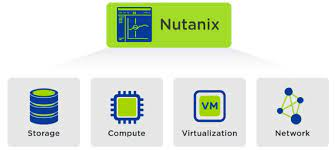 Nutanix
VM
Storage
Compute
Virtualization
Network